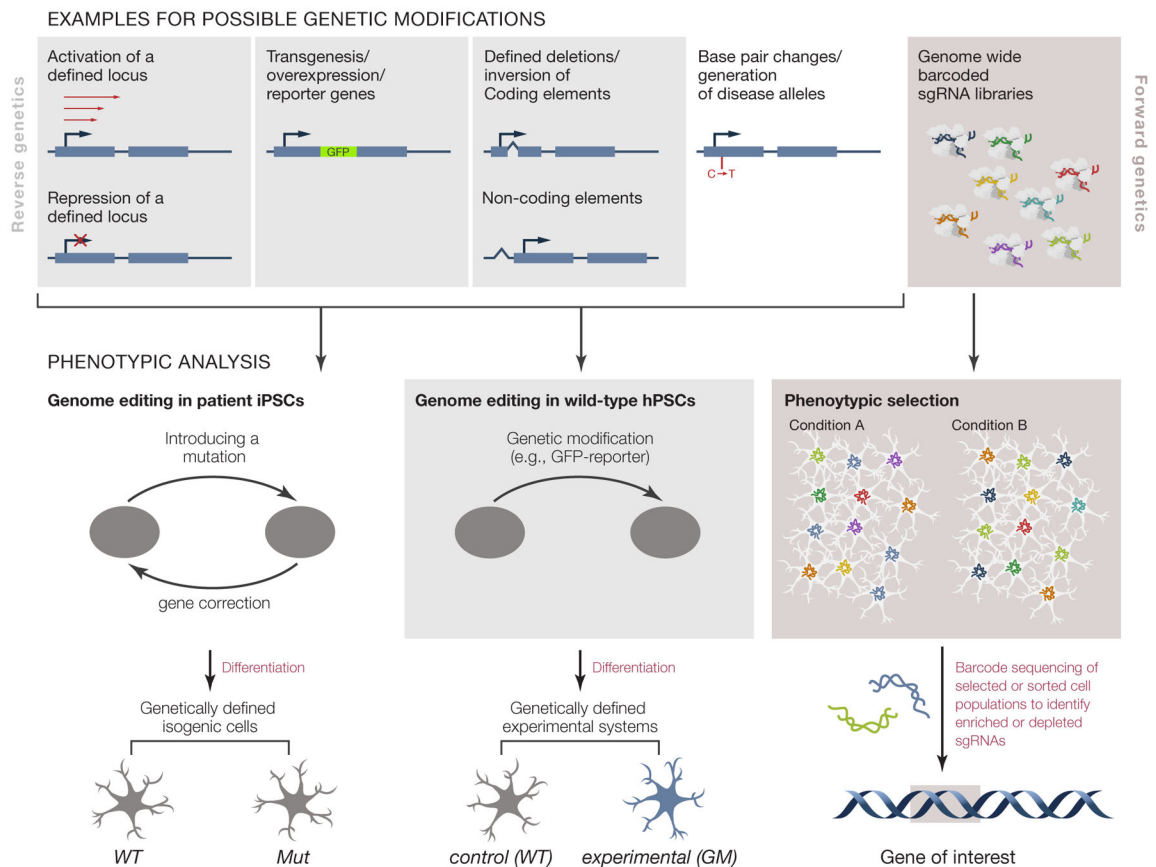 EXAMPLES FOR POSSIBLE GENETIC MODIFICATIONS
Reverse genetics
Activation of a
defined locus
Repression of a
defined locus
Transgenesis/
overexpression/
reporter genes
GFP
Defined deletions/
inversion of
Coding elements
Non-coding elements
Base pair changes/
generation
of disease alleles
C→T
Genome wide
barcoded
sgRNA libraries
Forward genetics
PHENOTYPIC ANALYSIS
Genome editing in patient iPSCs
Introducing a
mutation
gene correction
Differentiation
Genetically defined
isogenic cells
WT
Mut
Genome editing in wild-type hPSCs
Genetic modification
(e.g., GFP-reporter)
Differentiation
Genetically defined
experimental systems
control (WT)
experimental (GM)
Phenoytypic selection
Condition A
Condition B
Barcode sequencing of
selected or sorted cell
populations to identify
enriched or depleted
sgRNAs
Gene of interest